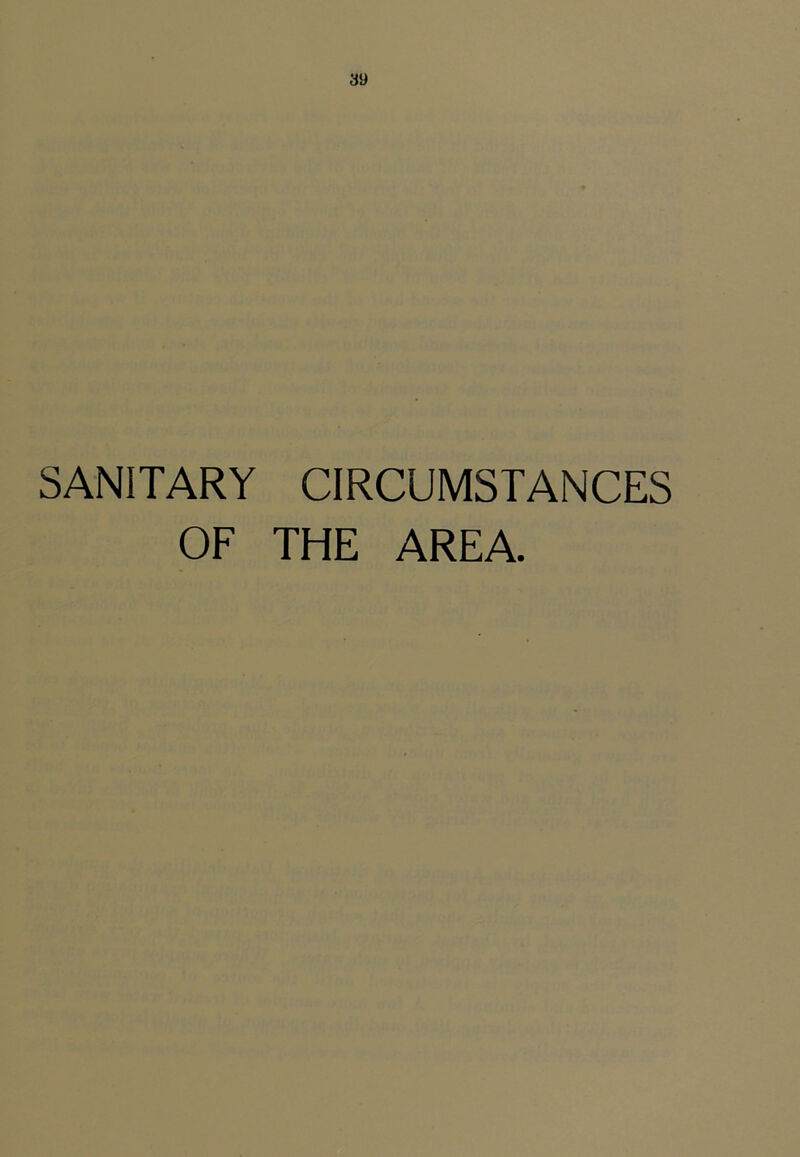 39
SANITARY CIRCUMSTANCES
OF THE AREA.